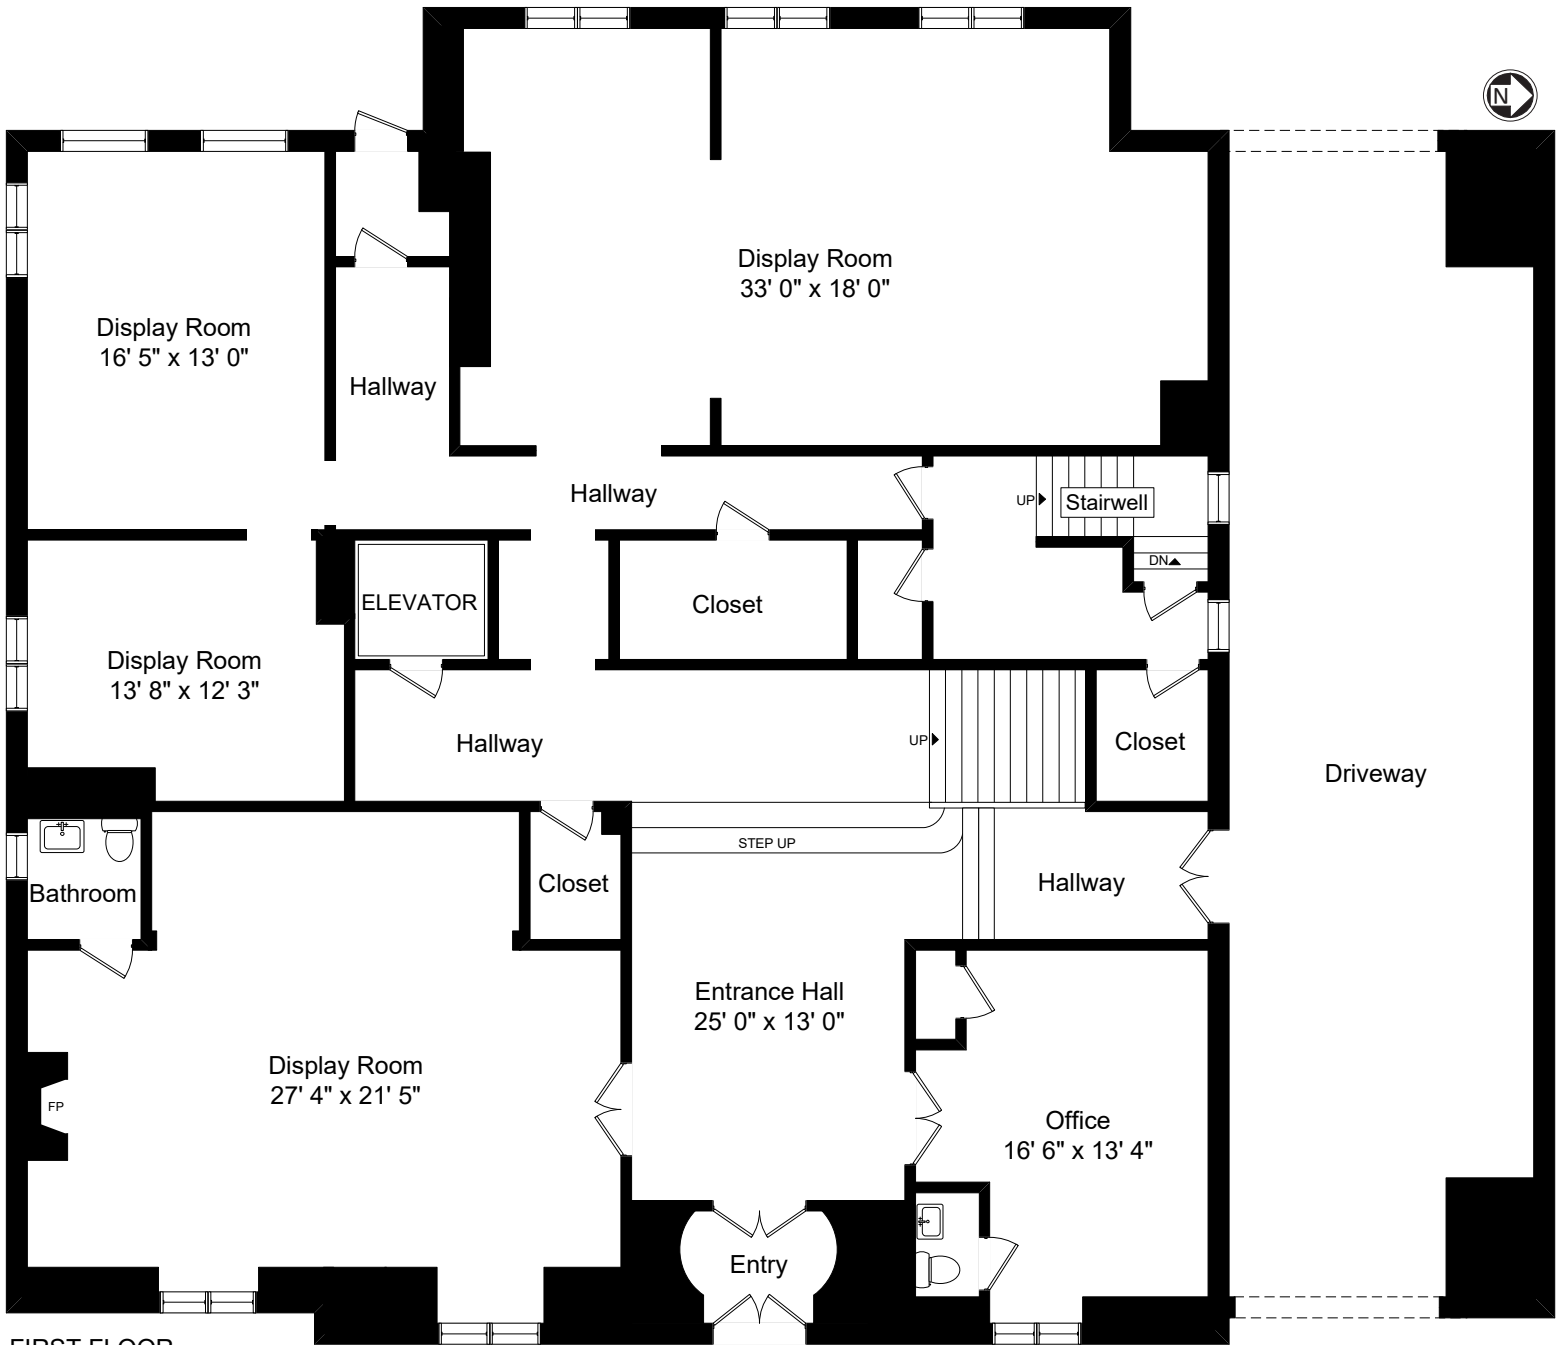 N
Display Room
33' 0" x 18' 0"
Display Room
16' 5" x 13' 0"
Hallway
Hallway
UP
Stairwell
DN
ELEVATOR
Closet
Display Room
13' 8" x 12' 3"
Hallway
UP
Closet
Driveway
STEP UP
Bathroom
Closet
Hallway
Entrance Hall
25' 0" x 13' 0"
Display Room
27' 4" x 21' 5"
FP
Office
16' 6" x 13' 4"
Entry
FIRST FLOOR